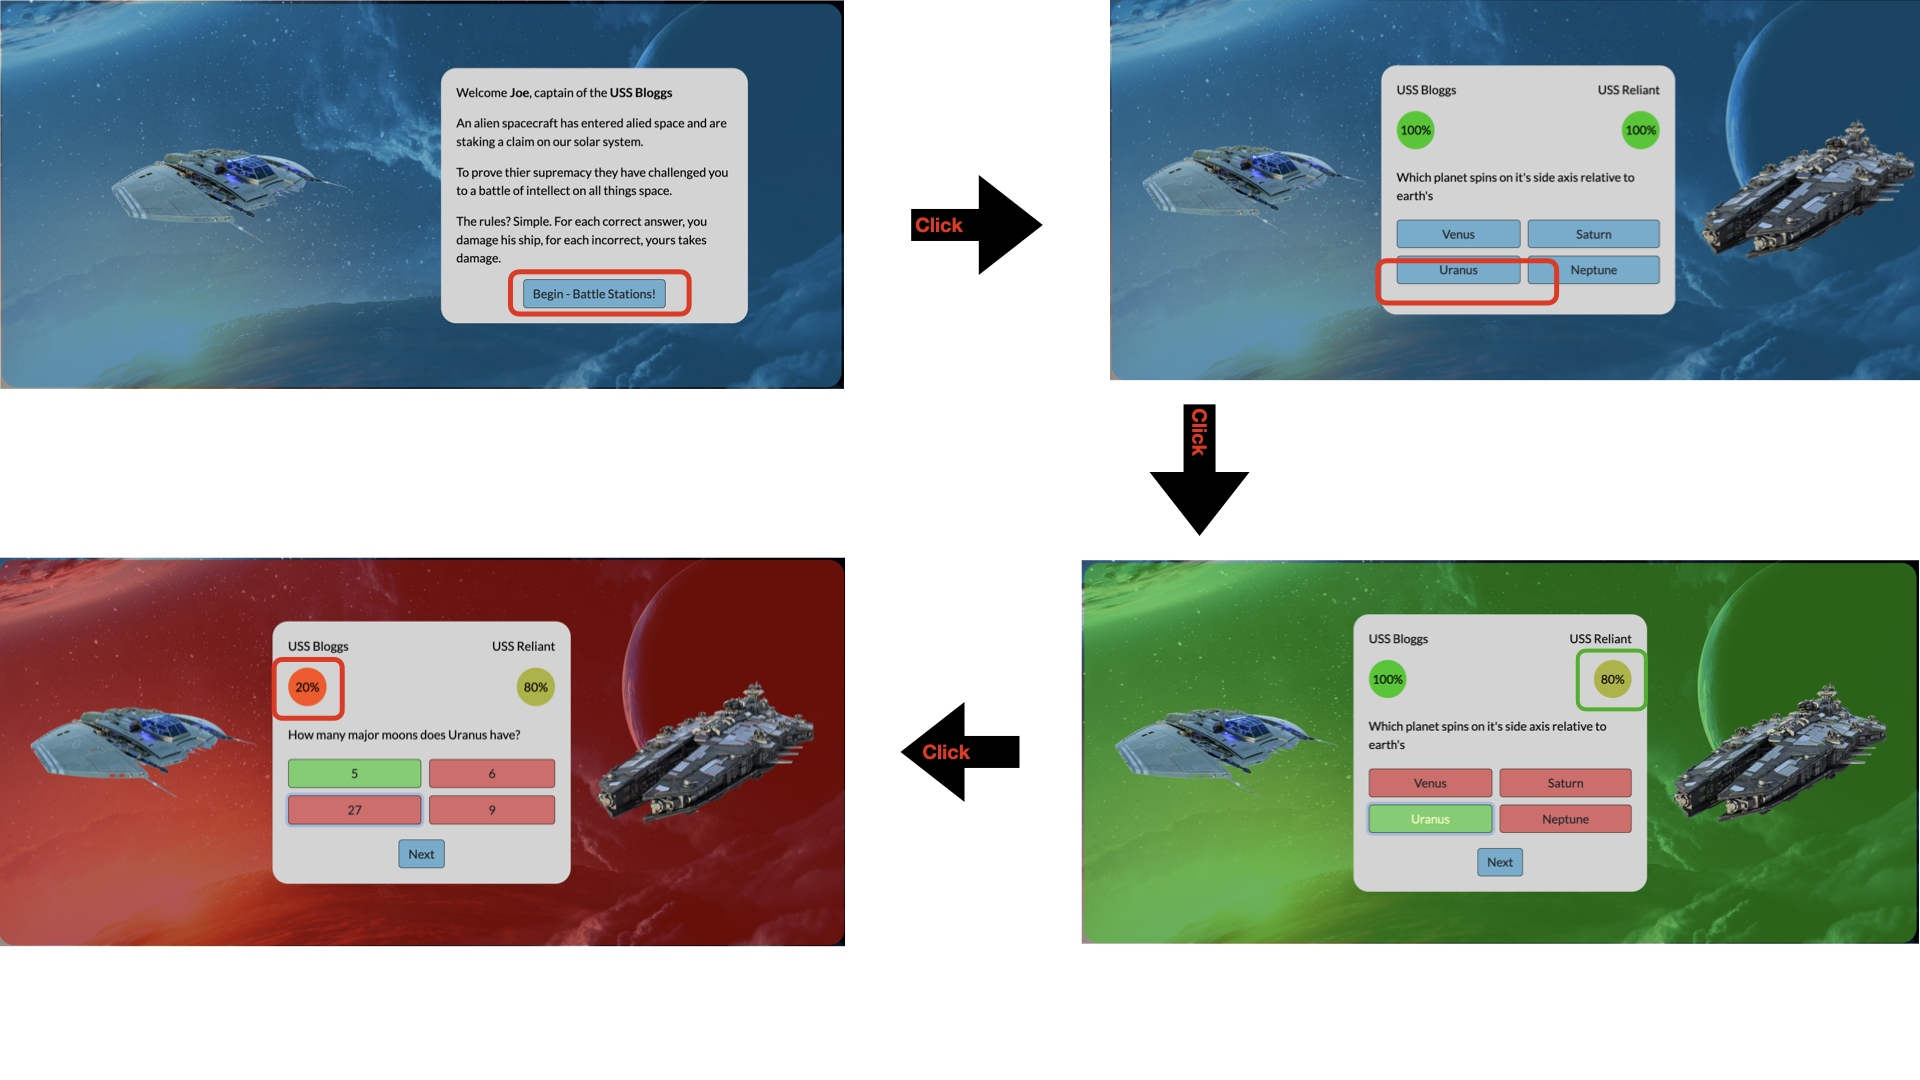 Welcome Joe, captain of the USS Bloggs
An alien spacecraft has entered alied space and are
staking a claim on our solar system.
To prove thier supremacy they have challenged you
to a battle of intellect on all things space.
The rules? Simple. For each correct answer, you
damage his ship, for each incorrect, yours takes
damage.
Begin - Battle Stations!
Click
USS Bloggs USS Reliant
100% 100%
Which planet spins on it's side axis relative to
earth's
Venus Saturn
Uranus Neptune
Click
USS Bloggs USS Reliant
100% 80%
Which planet spins on it's side axis relative to
earth's
Venus Saturn
Uranus Neptune
Next
Click
USS Bloggs USS Reliant
20% 80%
How many major moons does Uranus have?
5 6
27 9
Next